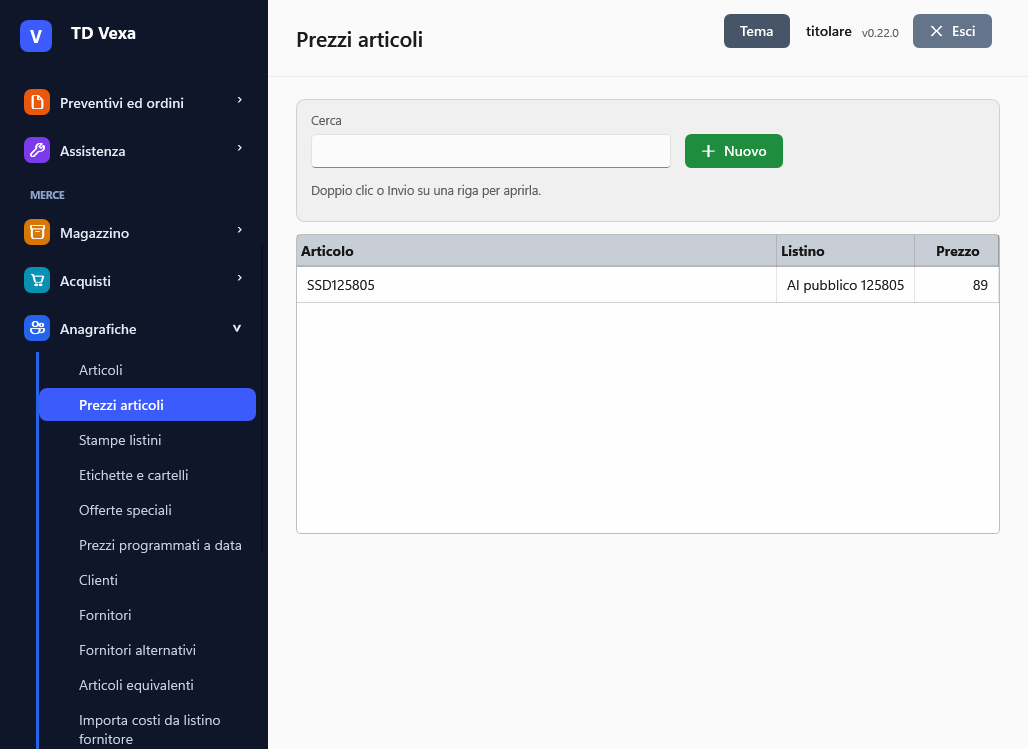 V
TD Vexa
Preventivi ed ordini
Assistenza
MERCE
Magazzino
Acquisti
Anagrafiche
Articoli
Prezzi articoli
Stampe listini
Etichette e cartelli
Offerte speciali
Prezzi programmati a data
Clienti
Fornitori
Fornitori alternativi
Articoli equivalenti
Importa costi da listino
fornitore
Prezzi articoli
Tema
titolare v0.22.0
Esci
Cerca
Nuovo
Doppio clic o Invio su una riga per aprirla.
Articolo Listino Prezzo
SSD125805 Al pubblico 125805 89